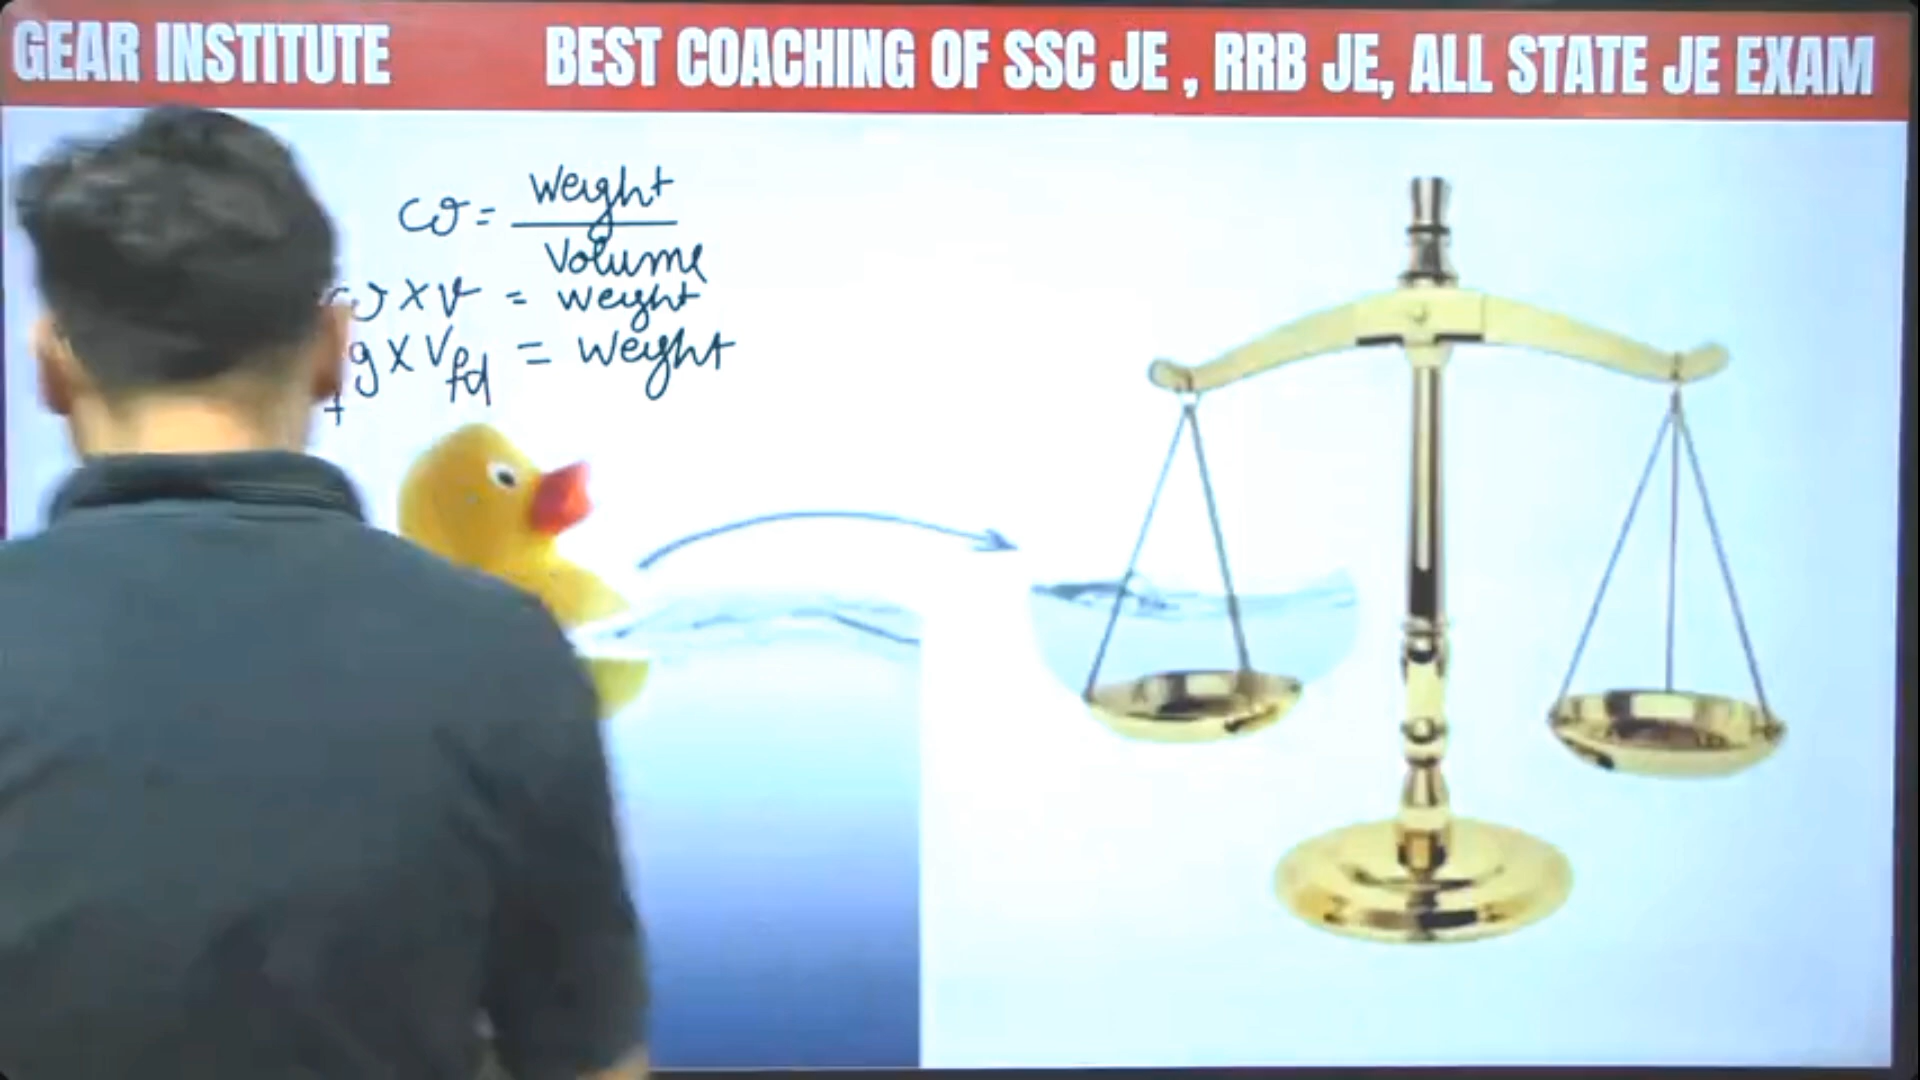 GEAR INSTITUTE BEST COACHING OF SSC JE , RRB JE, ALL STATE JE EXAM
ω = Weight
Volume
ω × v = weight
g × V fd = Weight